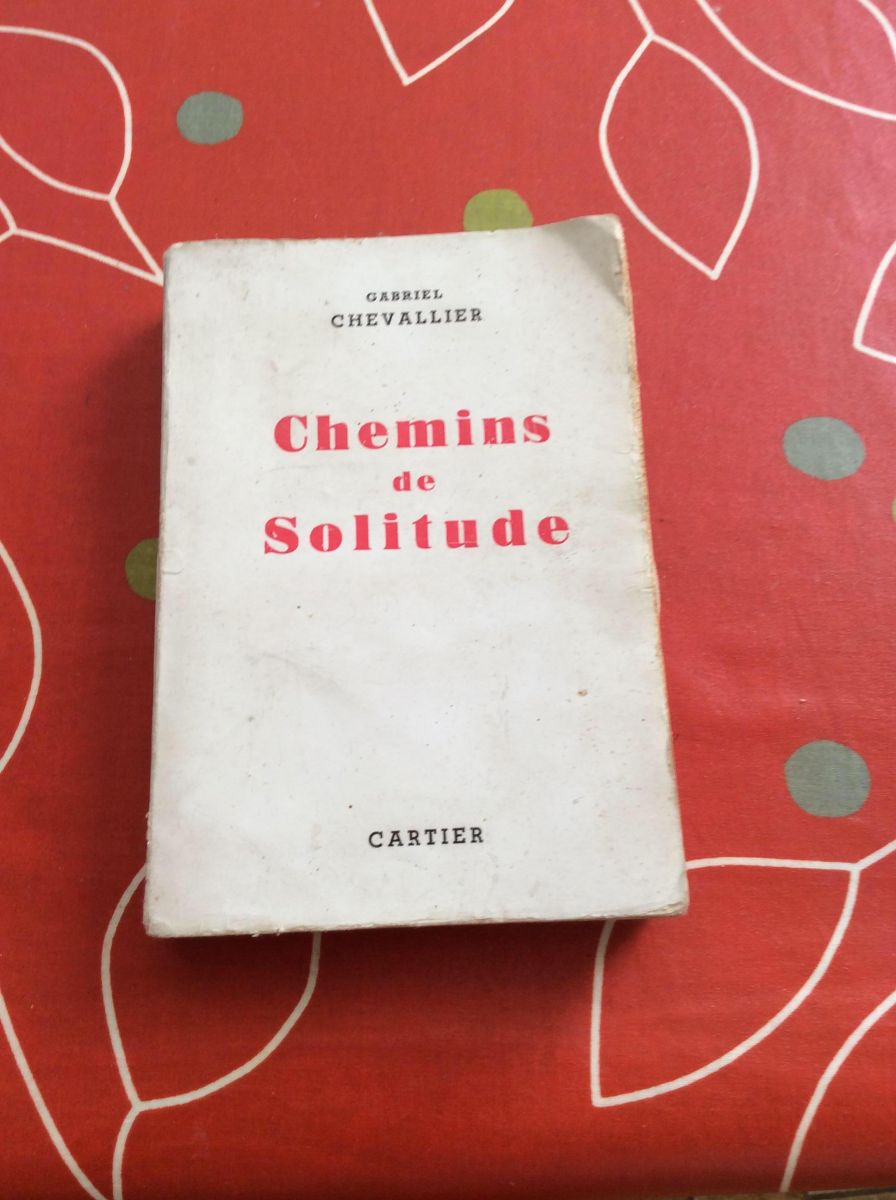 GABRIEL
CHEVALLIER
Chemins
de
Solitude
CARTIER